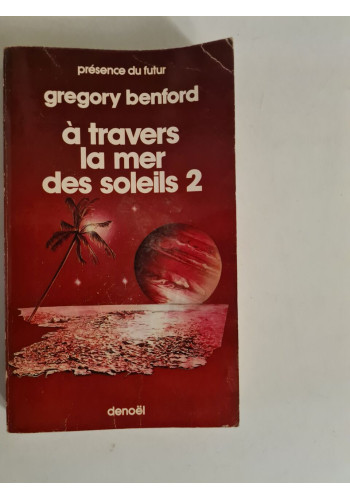 présence du futur
gregory benford
à travers
la mer
des soleils 2
denoël